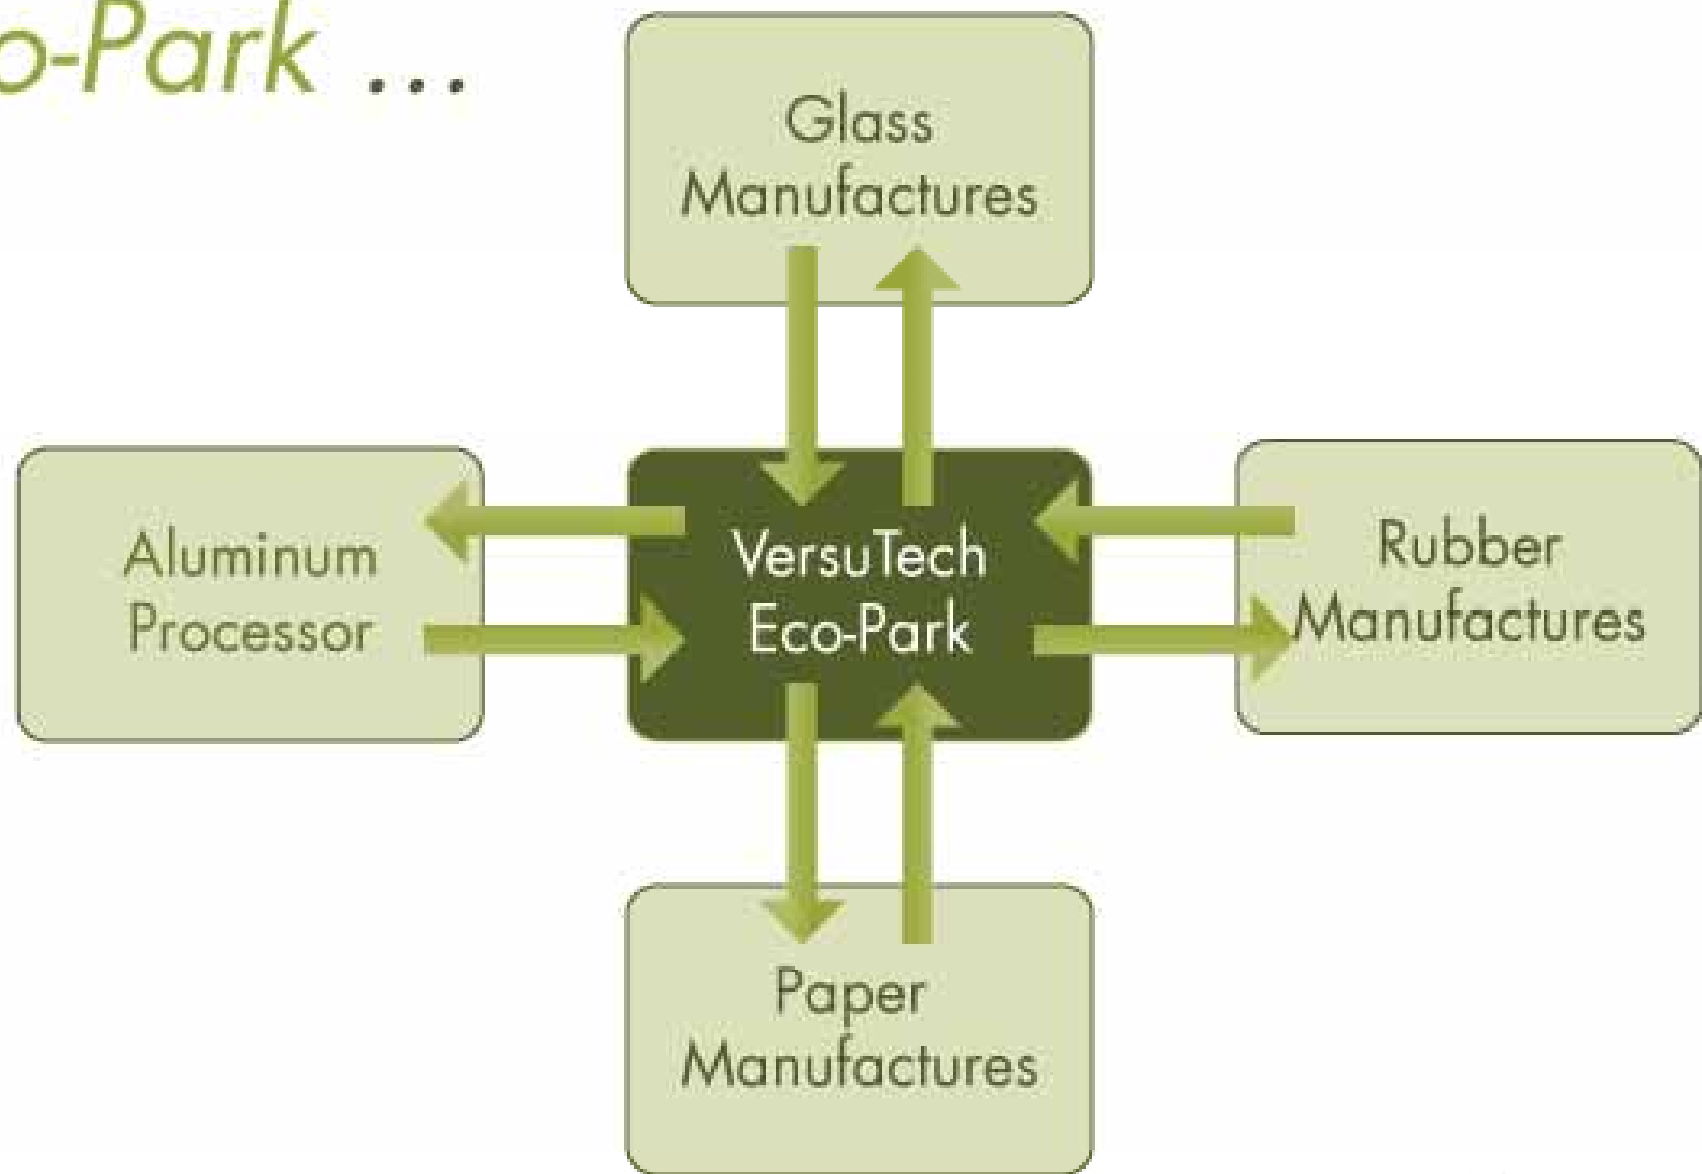 o-Park ...
Glass
Manufactures
Aluminum
Processor
VersuTech
Eco-Park
Rubber
Manufactures
Paper
Manufactures